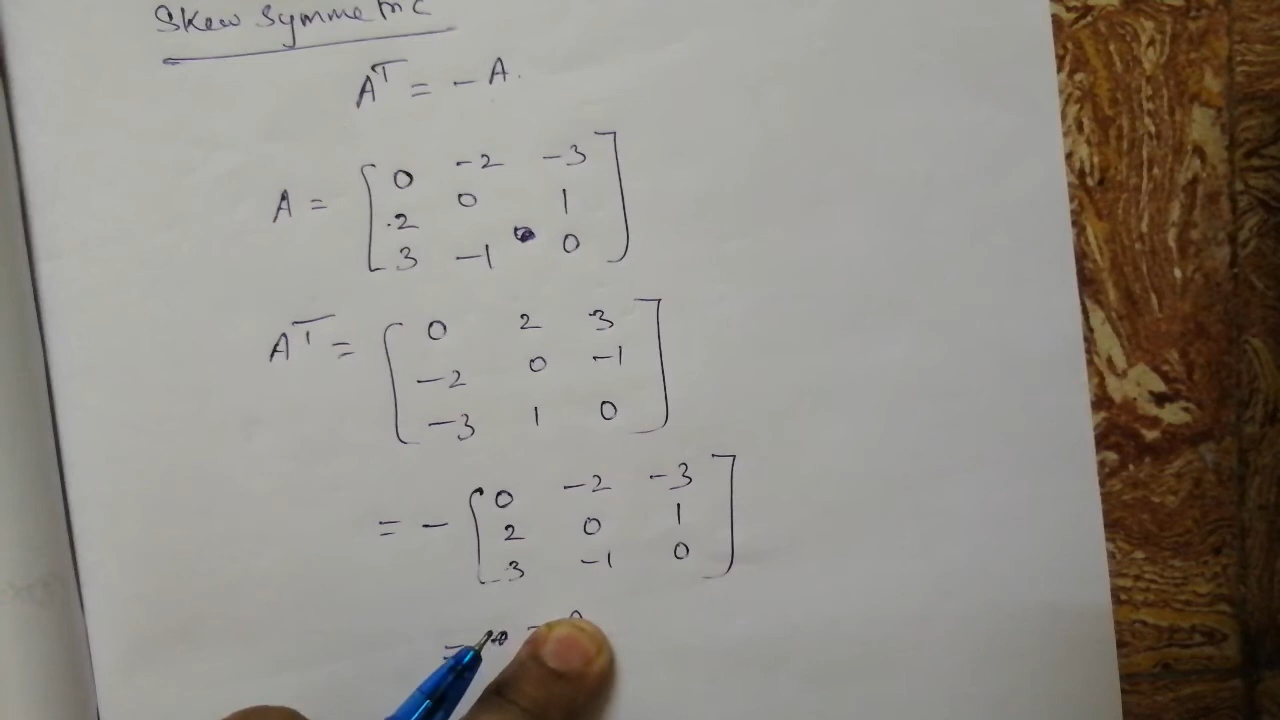 Skew Symmetric
A^T = - A.
A = [ 0 -2 -3
2 0 1
3 -1 0 ]
A^T = [ 0 2 3
-2 0 -1
-3 1 0 ]
= - [ 0 -2 -3
2 0 1
3 -1 0 ]
= -